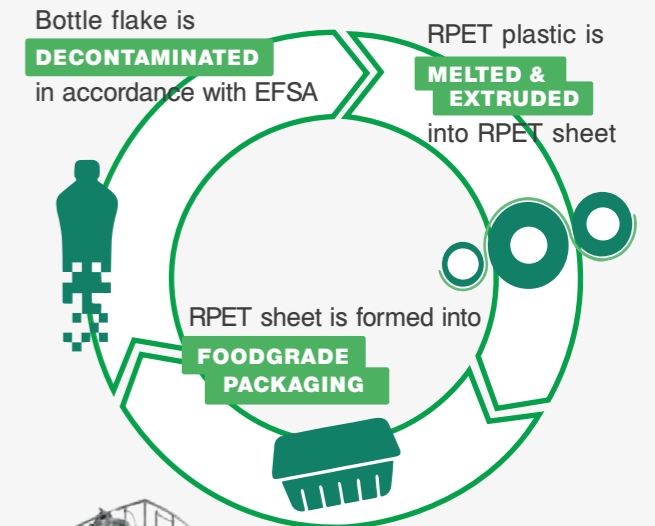 Bottle flake is
DECONTAMINATED
in accordance with EFSA
RPET plastic is
MELTED &
EXTRUDED
into RPET sheet
RPET sheet is formed into
FOODGRADE
PACKAGING